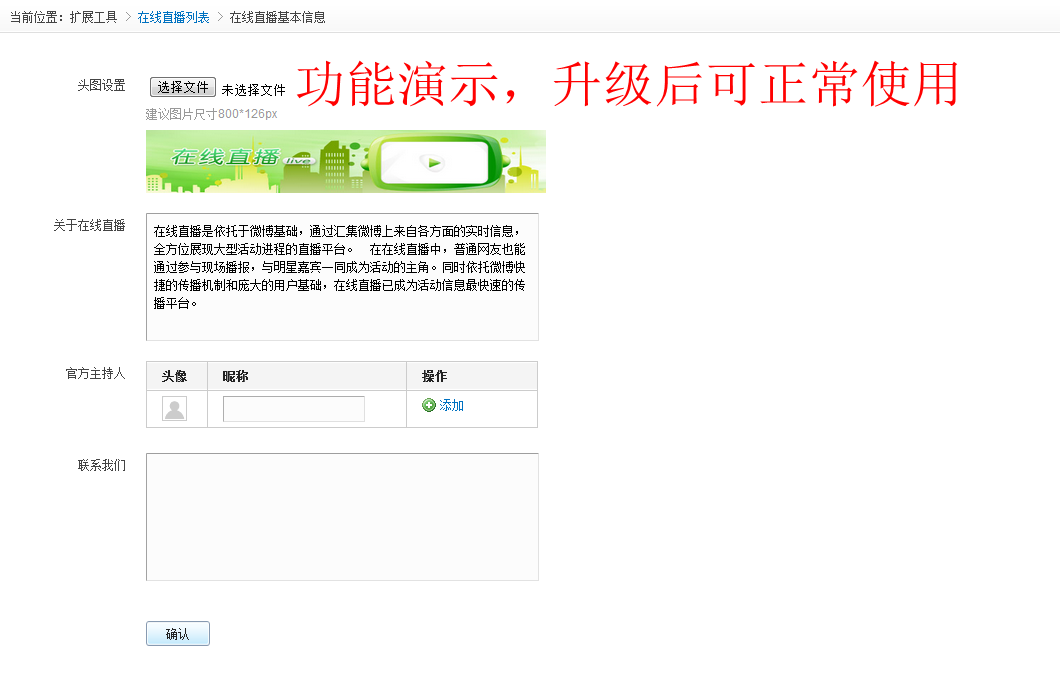 当前位置：扩展工具 > 在线直播列表 > 在线直播基本信息
头图设置
选择文件 未选择文件
功能演示，升级后可正常使用
建议图片尺寸800*126px
在线直播 live
关于在线直播
在线直播是依托于微博基础，通过汇集微博上来自各方面的实时信息，
全方位展现大型活动进程的直播平台。 在在线直播中，普通网友也能
通过参与现场播报，与明星嘉宾一同成为活动的主角。同时依托微博快
捷的传播机制和庞大的用户基础，在线直播已成为活动信息最快速的传
播平台。
官方主持人
头像 昵称 操作
添加
联系我们
确认